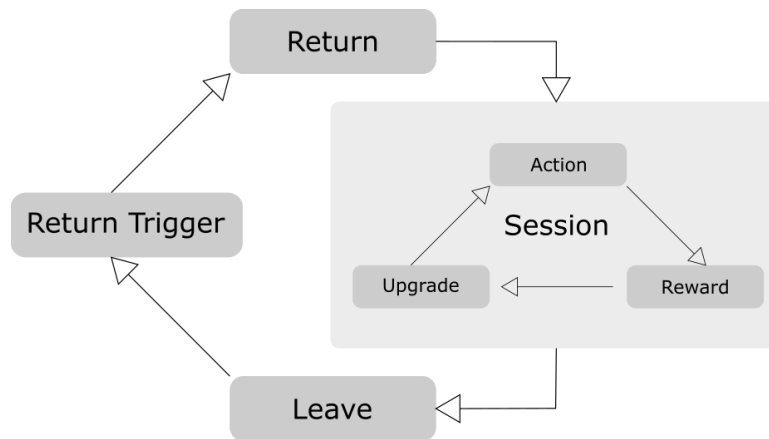 Return
Action
Session
Return Trigger
Upgrade
Reward
Leave